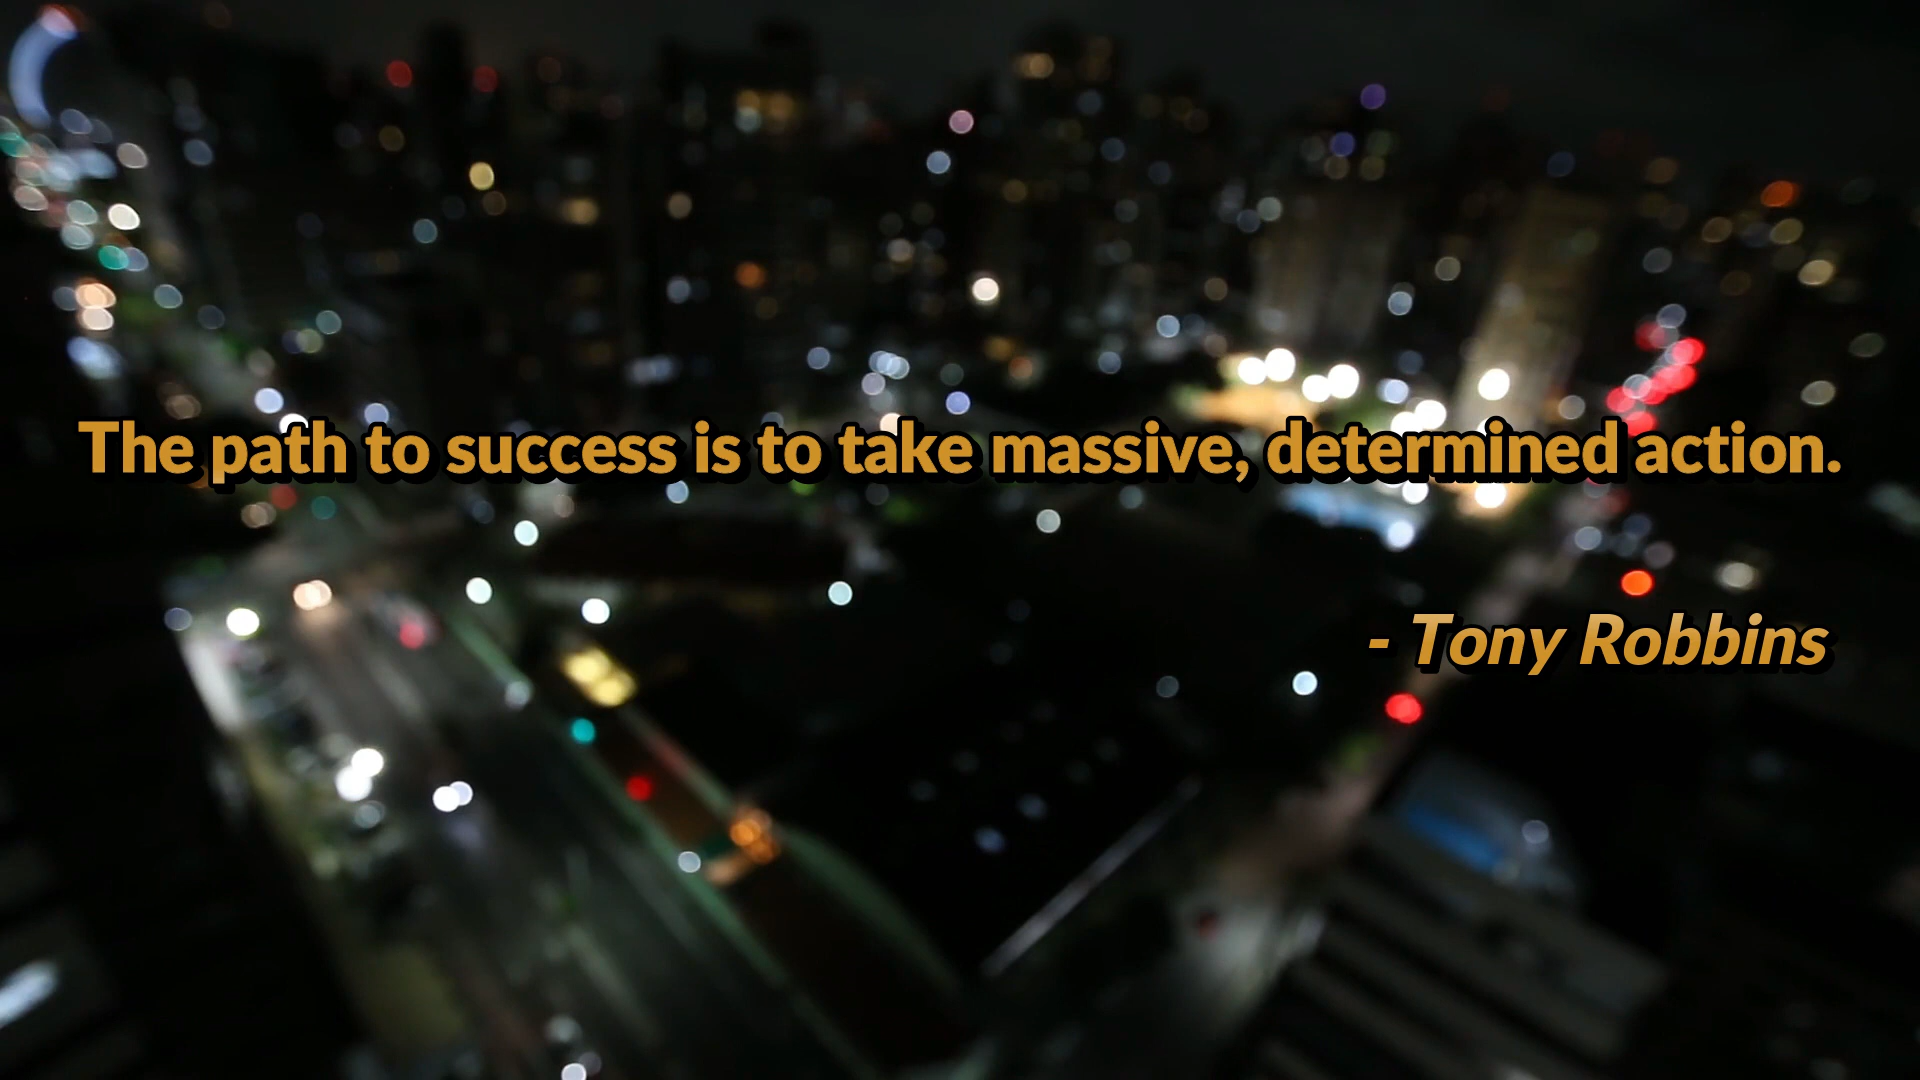 The path to success is to take massive, determined action.
- Tony Robbins